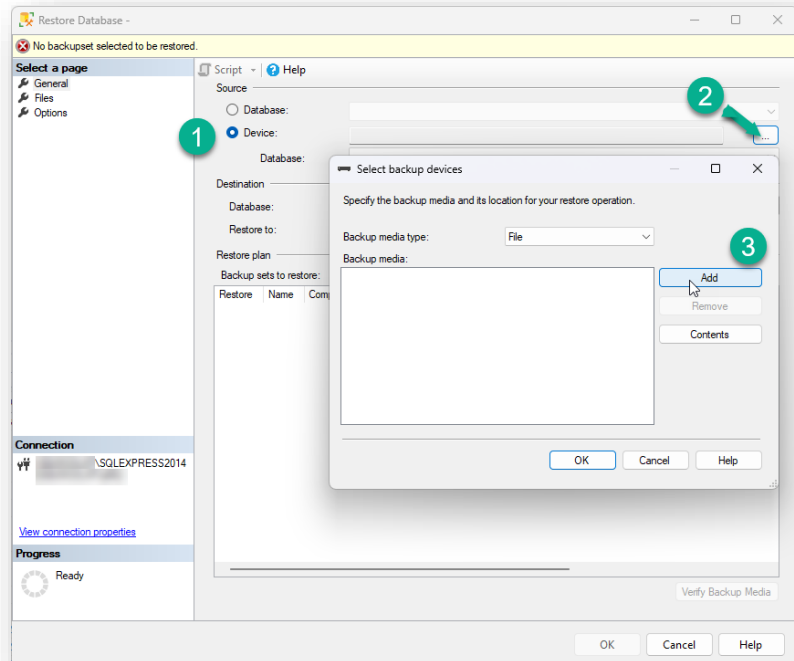 Restore Database -
No backupset selected to be restored.
Select a page
General
Files
Options
Script
Help
Source
Database:
Device:
...
Database:
1
2
Destination
Database:
Restore to:
Restore plan
Backup sets to restore:
Restore Name Com
Select backup devices
Specify the backup media and its location for your restore operation.
Backup media type:
File
Backup media:
3
Add
Remove
Contents
OK Cancel Help
Connection
\SQLEXPRESS2014
View connection properties
Progress
Ready
Verify Backup Media
OK Cancel Help